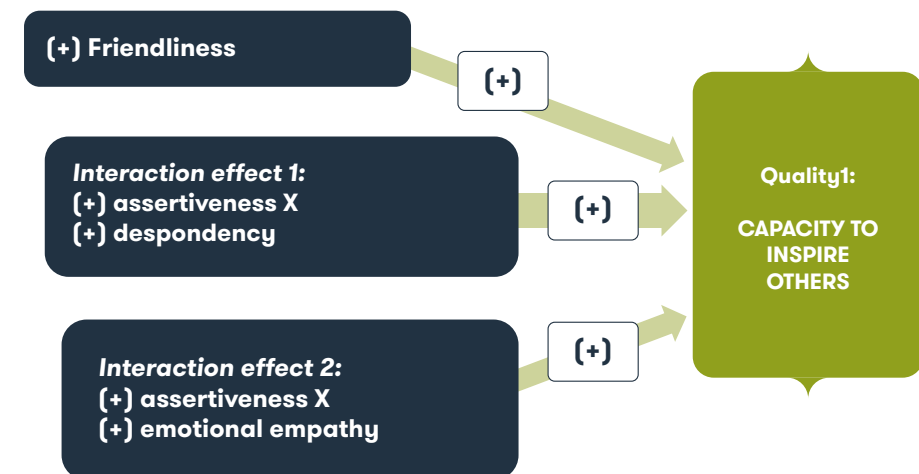 (+) Friendliness
(+)
Interaction effect 1:
(+) assertiveness X
(+) despondency
(+)
Interaction effect 2:
(+) assertiveness X
(+) emotional empathy
(+)
Quality1:
CAPACITY TO
INSPIRE
OTHERS